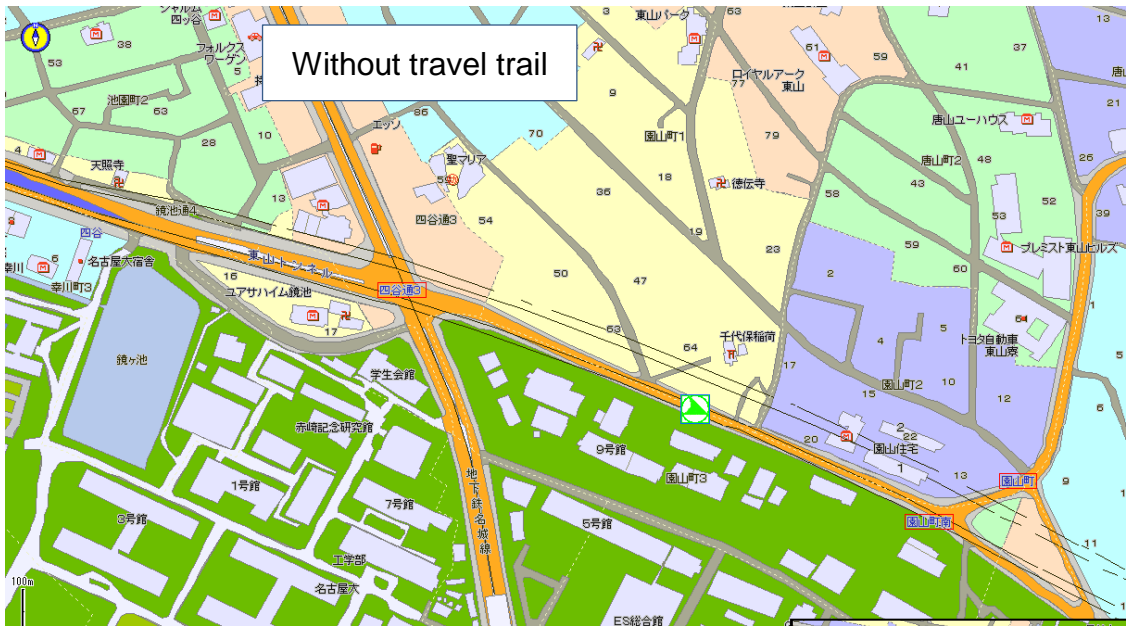 Without travel trail
シャルム
四ッ谷
フォルクス
ワーゲン
5
38
53
池園町2
67
63
28
10
4
天照寺
13
鏡池通4
四谷
6
名古屋大宿舎
幸川
幸川町3
16
ユアサハイム鏡池
17
東山トンネル
四谷通3
エッソ
86
聖マリア
59
四谷通3
54
70
3
東山パーク
63
9
園山町1
18
36
19
50
47
63
64
徳伝寺
23
61
59
ロイヤルアーク
77
東山
79
37
41
13
21
唐山ユーハウス
唐山町2
48
43
26
58
53
52
39
59
60
プレミスト東山ヒルズ
2
5
4
6
トヨタ自動車
東山寮
1
5
千代保稲荷
17
園山町2
10
15
12
6
20
2
22
園山住宅
1
13
園山町
園山町南
9
11
1
鏡ヶ池
学生会館
赤崎記念研究館
1号館
3号館
7号館
工学部
名古屋大
地下鉄名城線
9号館
園山町3
5号館
ES総合館
100m